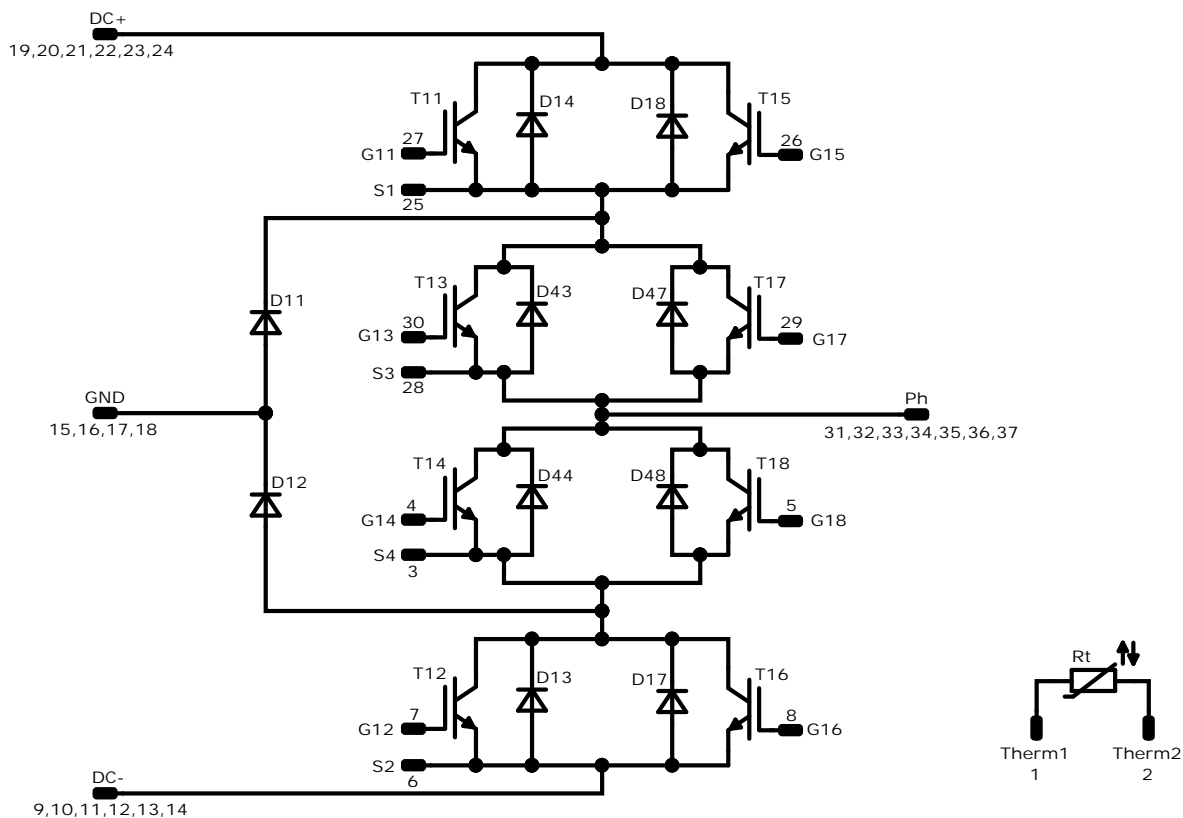 DC+
19,20,21,22,23,24
T11
D14
D18
T15
27
G11
26
G15
S1
25
D11
T13
D43
D47
T17
30
G13
29
G17
S3
28
GND
15,16,17,18
Ph
31,32,33,34,35,36,37
D12
T14
D44
D48
T18
4
G14
5
G18
S4
3
T12
D13
D17
T16
7
G12
8
G16
S2
6
DC-
9,10,11,12,13,14
Rt
Therm1
1
Therm2
2